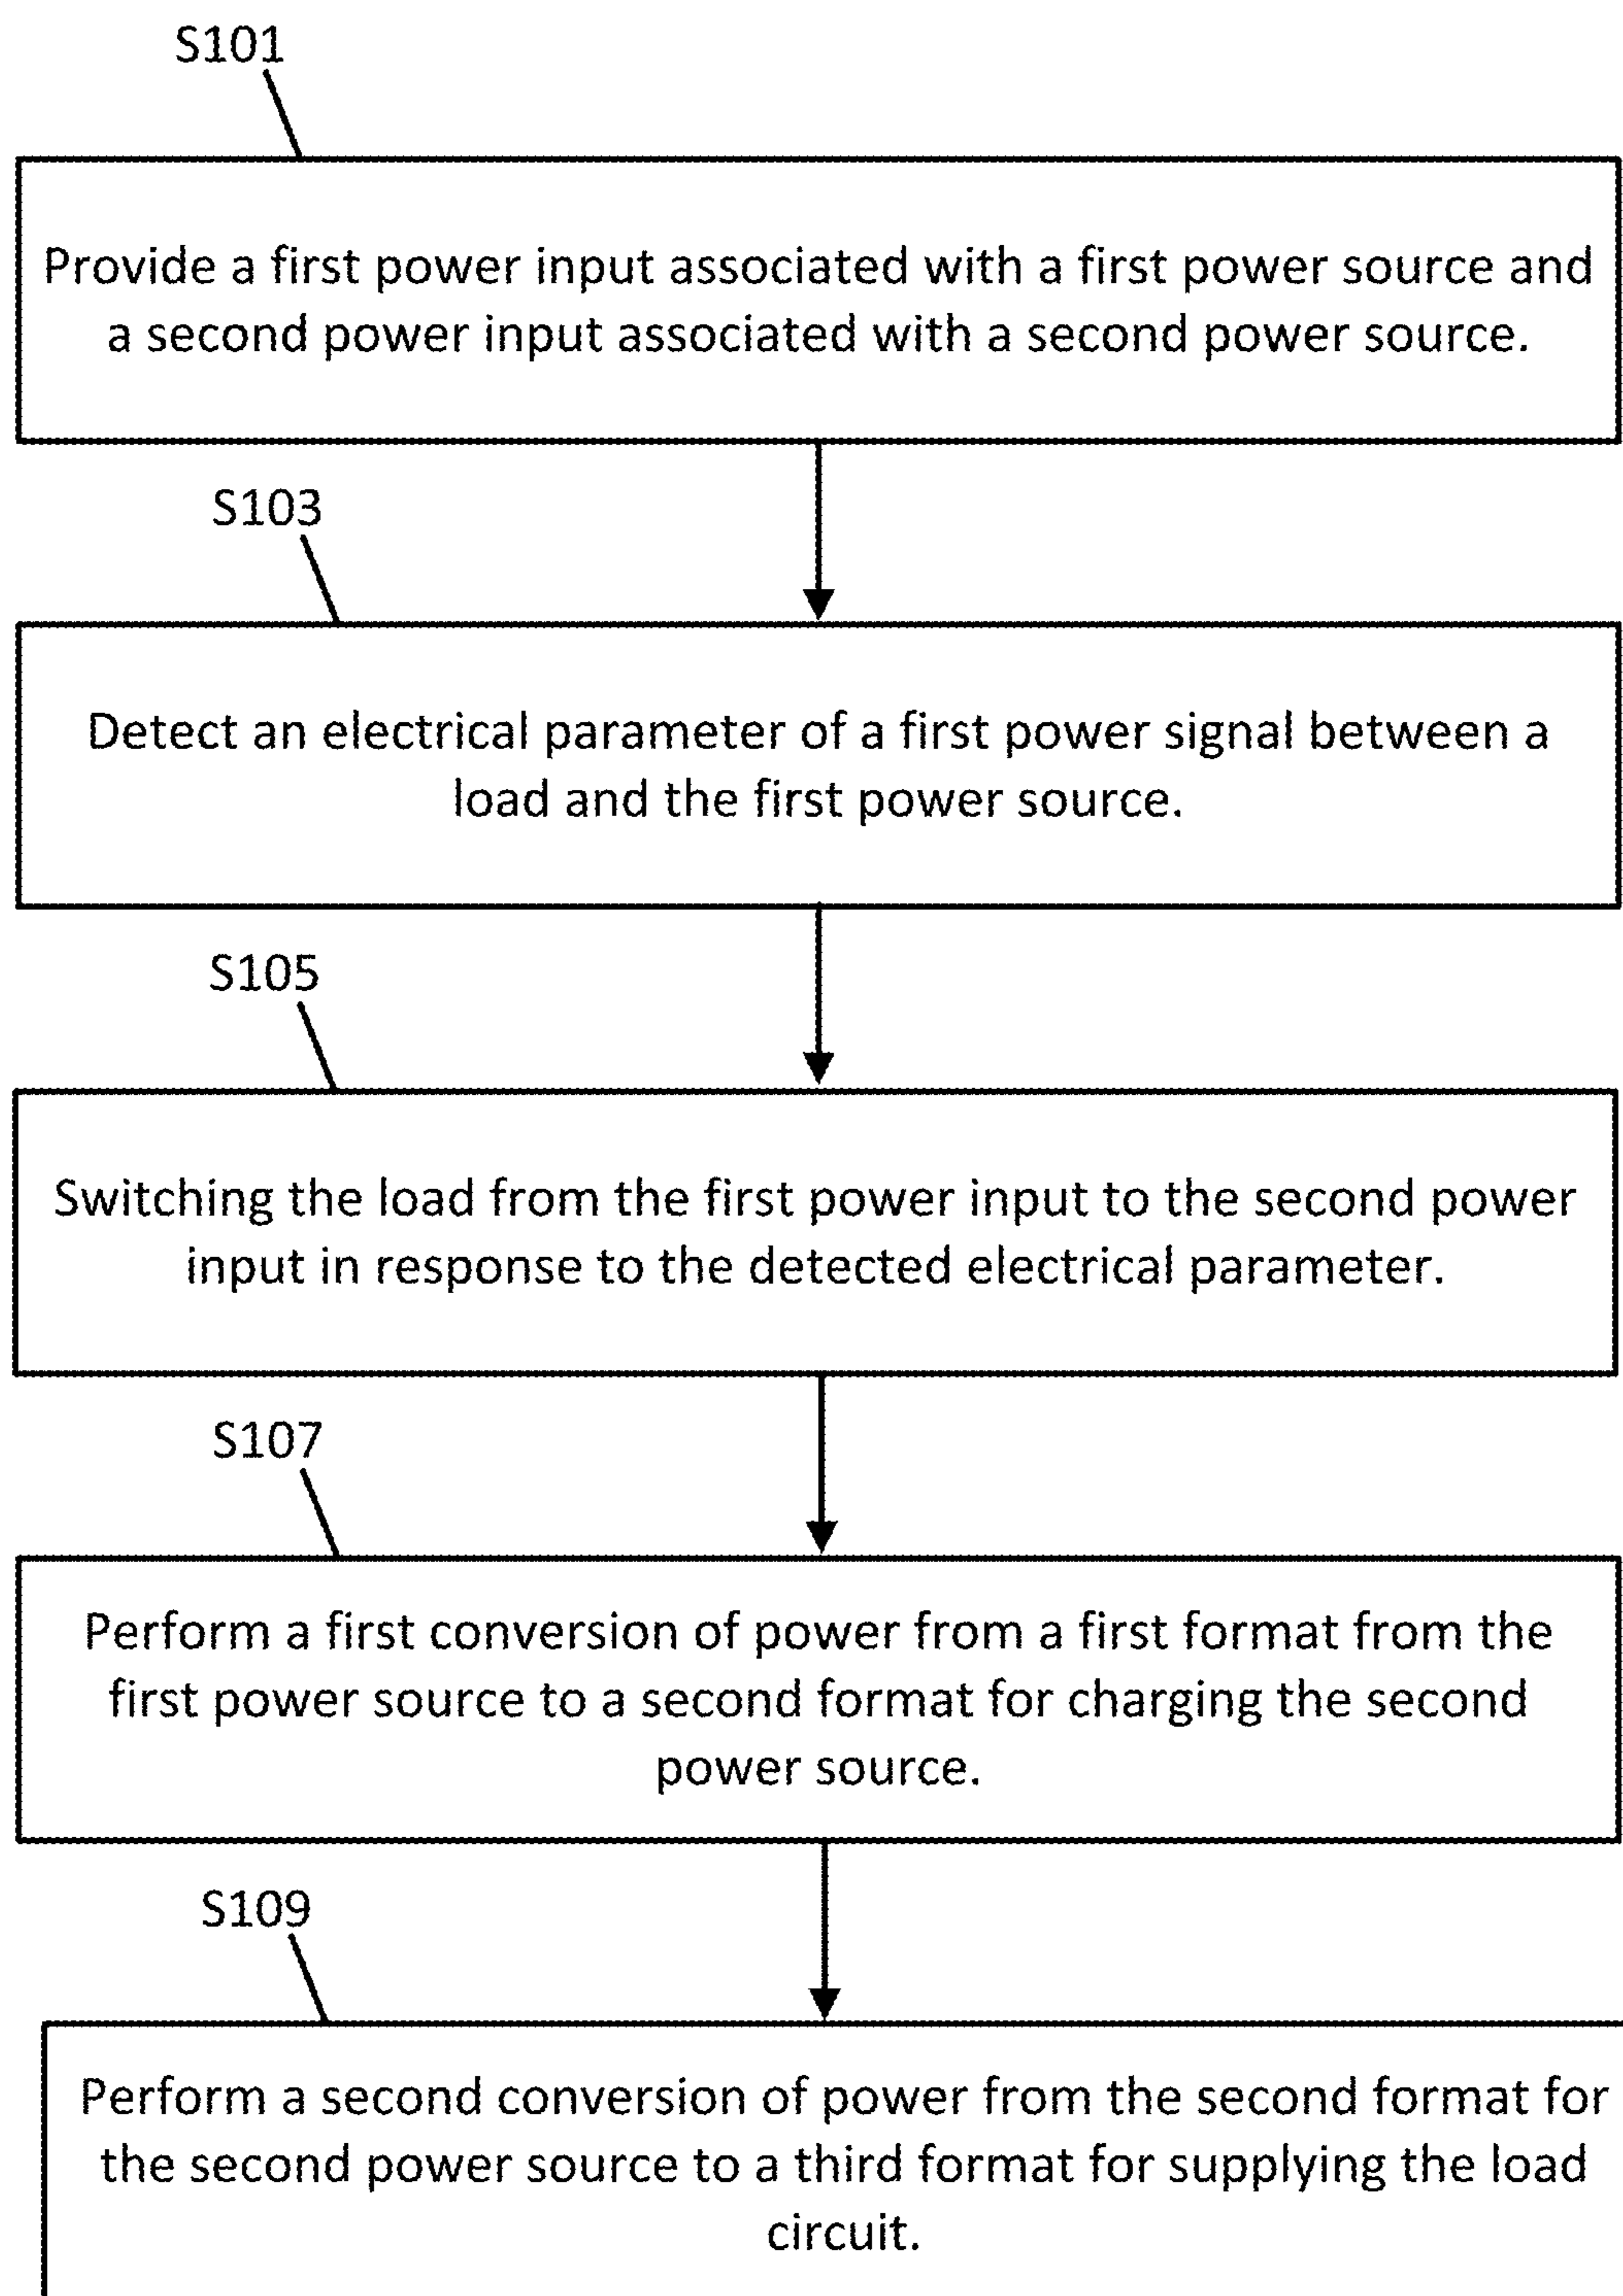 S101
Provide a first power input associated with a first power source and
a second power input associated with a second power source.
S103
Detect an electrical parameter of a first power signal between a
load and the first power source.
S105
Switching the load from the first power input to the second power
input in response to the detected electrical parameter.
S107
Perform a first conversion of power from a first format from the
first power source to a second format for charging the second
power source.
S109
Perform a second conversion of power from the second format for
the second power source to a third format for supplying the load
circuit.